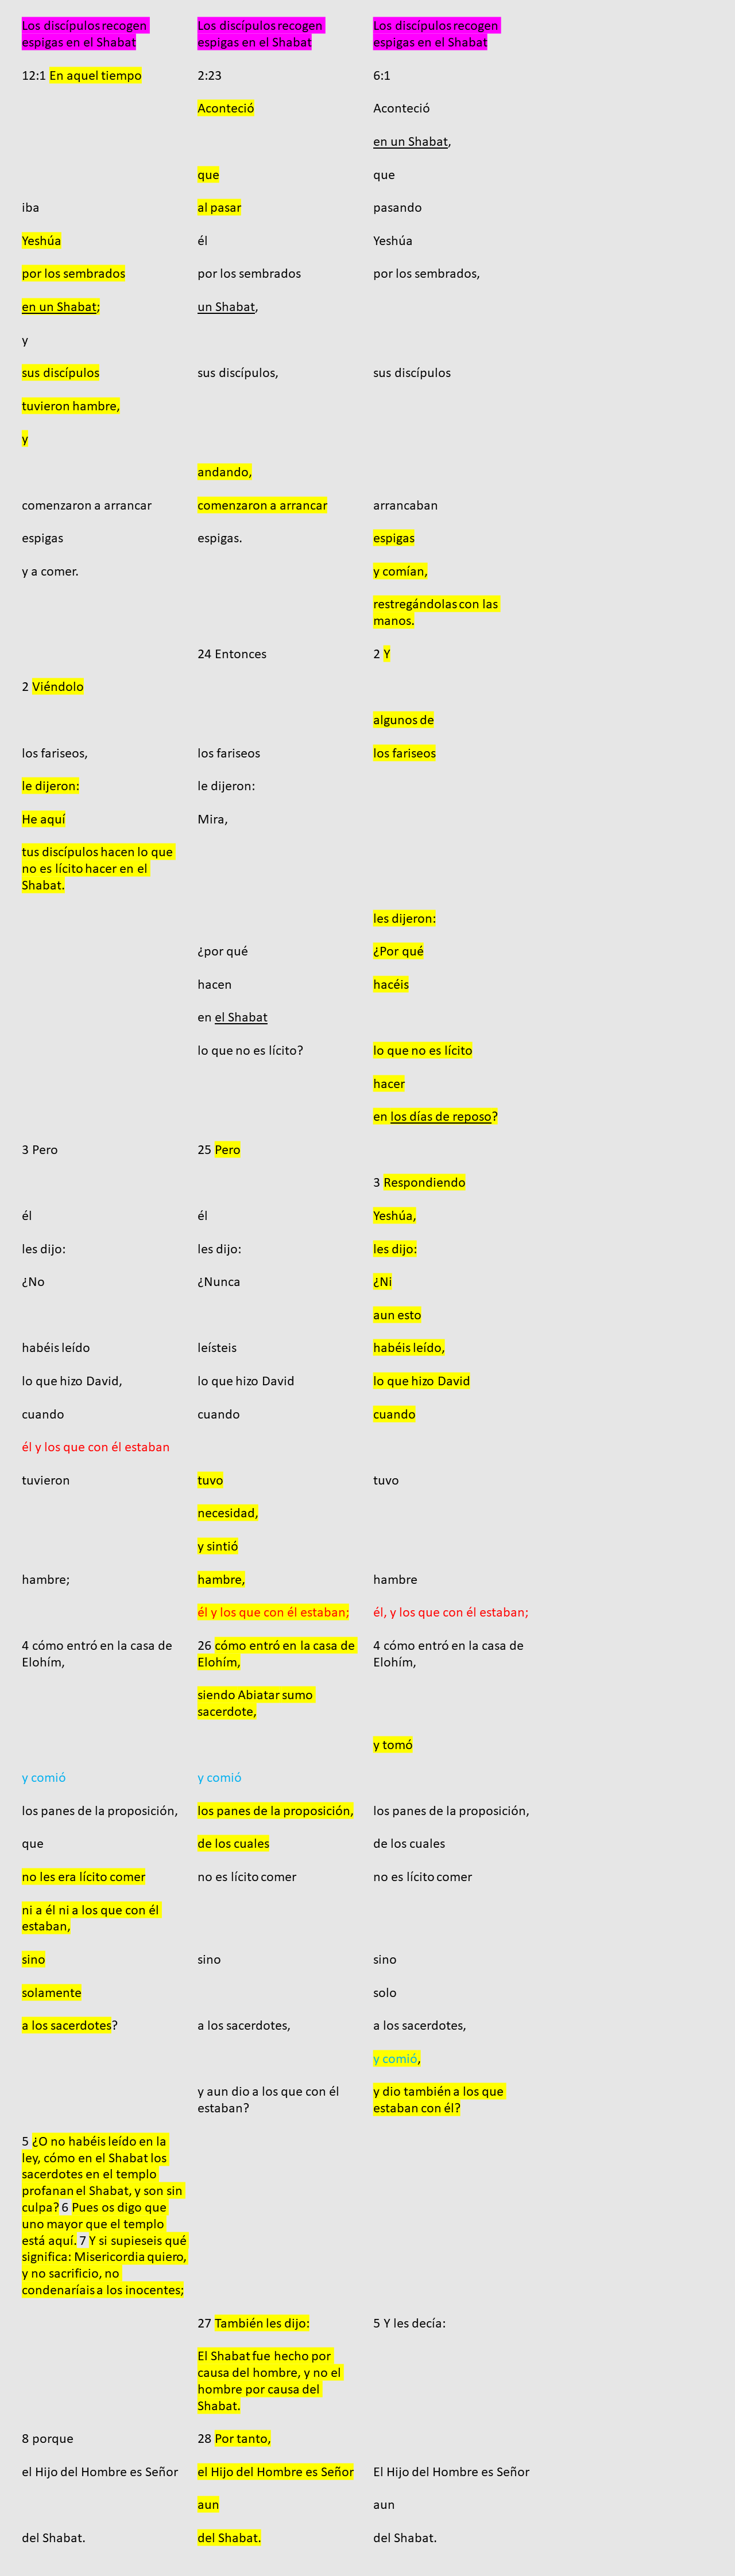 Los discípulos recogen
espigas en el Shabat
12:1 En aquel tiempo
iba
Yeshúa
por los sembrados
en un Shabat;
y
sus discípulos
tuvieron hambre,
y
comenzaron a arrancar
espigas
y a comer.
2 Viéndolo
los fariseos,
le dijeron:
He aquí
tus discípulos hacen lo que
no es lícito hacer en el
Shabat.
3 Pero
él
les dijo:
¿No
habéis leído
lo que hizo David,
cuando
él y los que con él estaban
tuvieron
hambre;
4 cómo entró en la casa de
Elohím,
y comió
los panes de la proposición,
que
no les era lícito comer
ni a él ni a los que con él
estaban,
sino
solamente
a los sacerdotes?
5 ¿O no habéis leído en la
ley, cómo en el Shabat los
sacerdotes en el templo
profanan el Shabat, y son sin
culpa? 6 Pues os digo que
uno mayor que el templo
está aquí. 7 Y si supieseis qué
significa: Misericordia quiero,
y no sacrificio, no
condenaríais a los inocentes;
8 porque
el Hijo del Hombre es Señor
del Shabat.
Los discípulos recogen
espigas en el Shabat
2:23
Aconteció
que
al pasar
él
por los sembrados
un Shabat,
sus discípulos,
andando,
comenzaron a arrancar
espigas.
24 Entonces
los fariseos
le dijeron:
Mira,
¿por qué
hacen
en el Shabat
lo que no es lícito?
25 Pero
él
les dijo:
¿Nunca
leísteis
lo que hizo David
cuando
tuvo
necesidad,
y sintió
hambre,
él y los que con él estaban;
26 cómo entró en la casa de
Elohím,
siendo Abiatar sumo
sacerdote,
y comió
los panes de la proposición,
de los cuales
no es lícito comer
sino
a los sacerdotes,
y aun dio a los que con él
estaban?
27 También les dijo:
El Shabat fue hecho por
causa del hombre, y no el
hombre por causa del
Shabat.
28 Por tanto,
el Hijo del Hombre es Señor
aun
del Shabat.
Los discípulos recogen
espigas en el Shabat
6:1
Aconteció
en un Shabat,
que
pasando
Yeshúa
por los sembrados,
sus discípulos
arrancaban
espigas
y comían,
restregándolas con las
manos.
2 Y
algunos de
los fariseos
les dijeron:
¿Por qué
hacéis
lo que no es lícito
hacer
en los días de reposo?
3 Respondiendo
Yeshúa,
les dijo:
¿Ni
aun esto
habéis leído,
lo que hizo David
cuando
tuvo
hambre
él, y los que con él estaban;
4 cómo entró en la casa de
Elohím,
y tomó
los panes de la proposición,
de los cuales
no es lícito comer
sino
solo
a los sacerdotes,
y comió,
y dio también a los que
estaban con él?
5 Y les decía:
El Hijo del Hombre es Señor
aun
del Shabat.